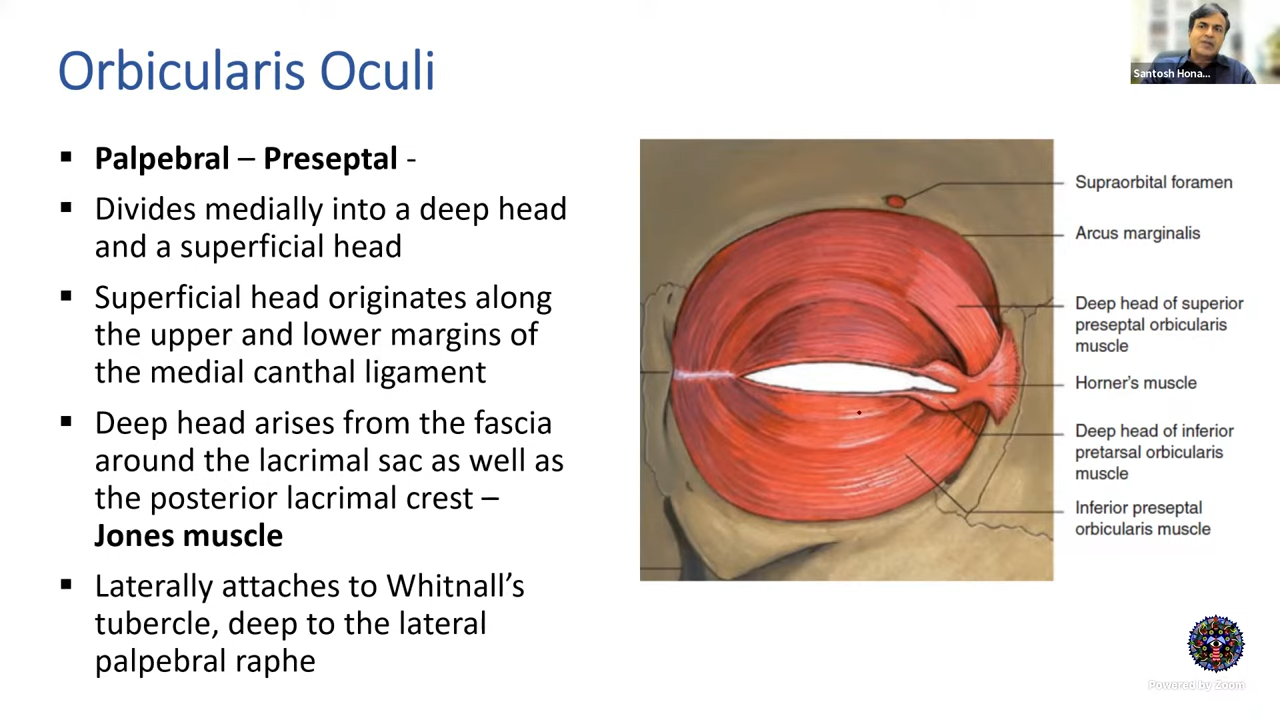 Orbicularis Oculi
Santosh Hona...
▪ Palpebral – Preseptal -
▪ Divides medially into a deep head
and a superficial head
▪ Superficial head originates along
the upper and lower margins of
the medial canthal ligament
▪ Deep head arises from the fascia
around the lacrimal sac as well as
the posterior lacrimal crest –
Jones muscle
▪ Laterally attaches to Whitnall’s
tubercle, deep to the lateral
palpebral raphe
Supraorbital foramen
Arcus marginalis
Deep head of superior
preseptal orbicularis
muscle
Horner’s muscle
Deep head of inferior
pretarsal orbicularis
muscle
Inferior preseptal
orbicularis muscle
Powered by Zoom